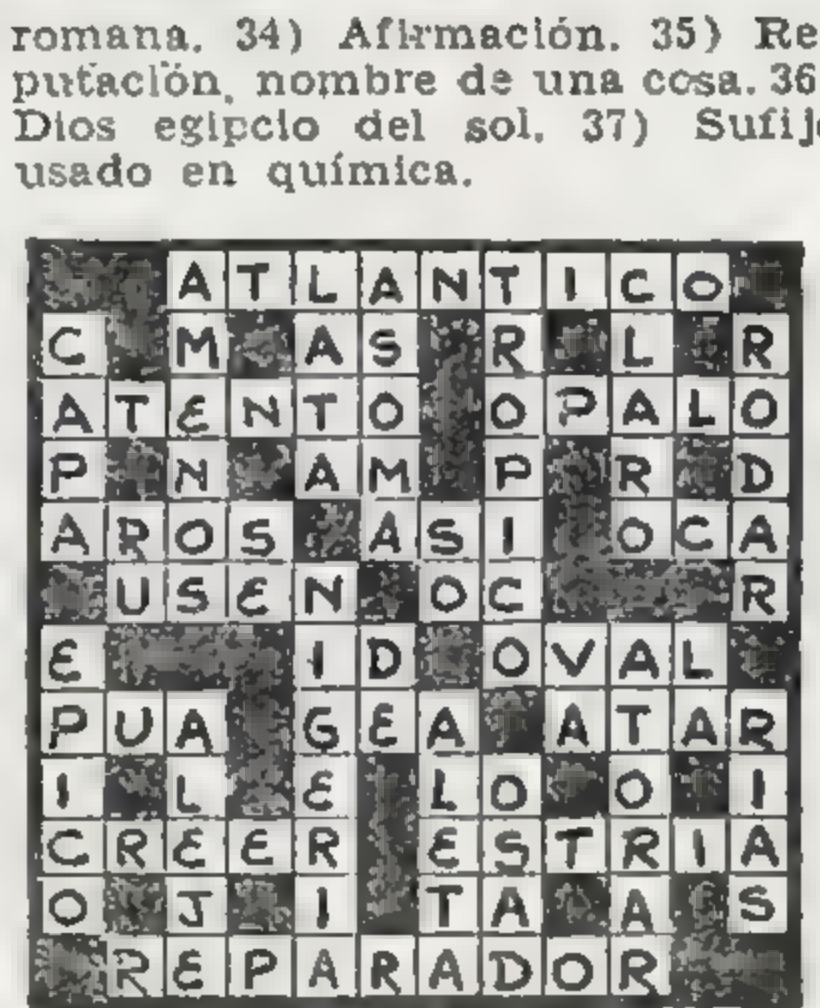 romana. 34) Afirmación. 35) Re
putación, nombre de una cosa. 36
Dios egipcio del sol. 37) Sufijo
usado en química.
A T L A N T I C O
C M A S R L R
A T E N T O O P A L O
P N A M P R D
A R O S A S I O C A
U S E N O C R
E I D O V A L
P U A G E A A T A R
I L E L O O I
C R E E R E S T R I A
O J I T A A S
R E P A R A D O R